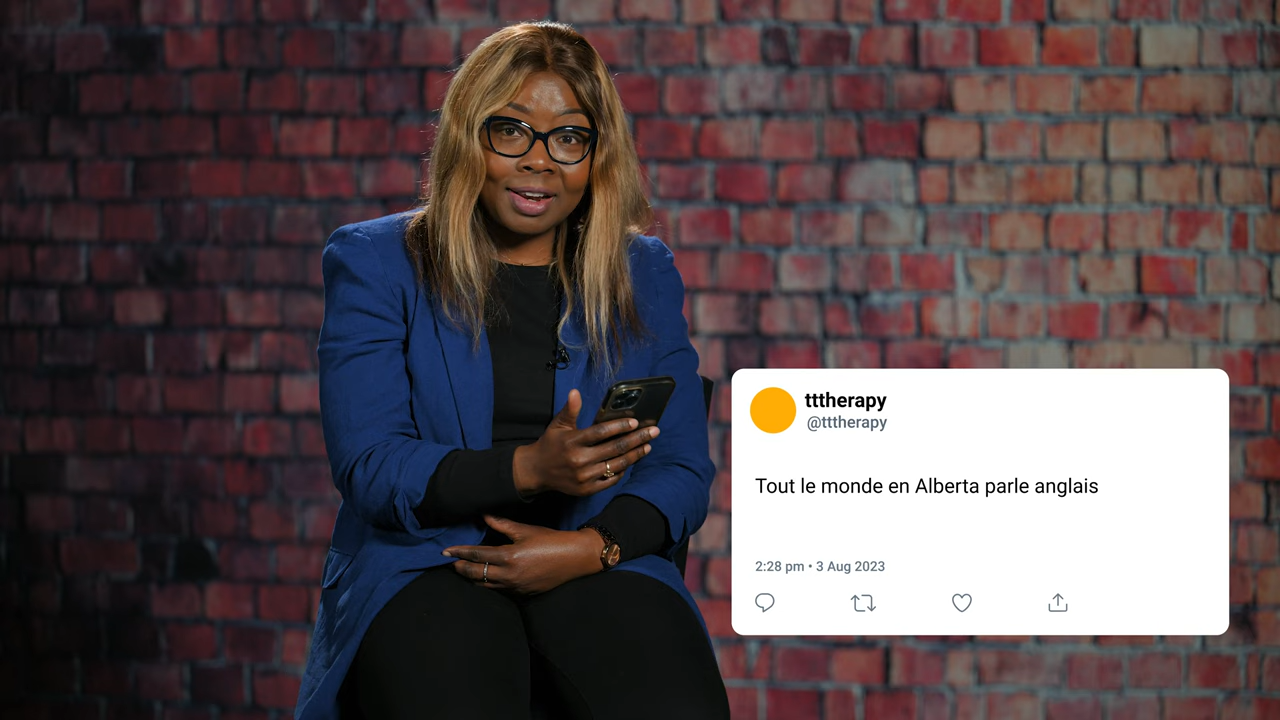 tttherapy
@tttherapy
Tout le monde en Alberta parle anglais
2:28 pm • 3 Aug 2023